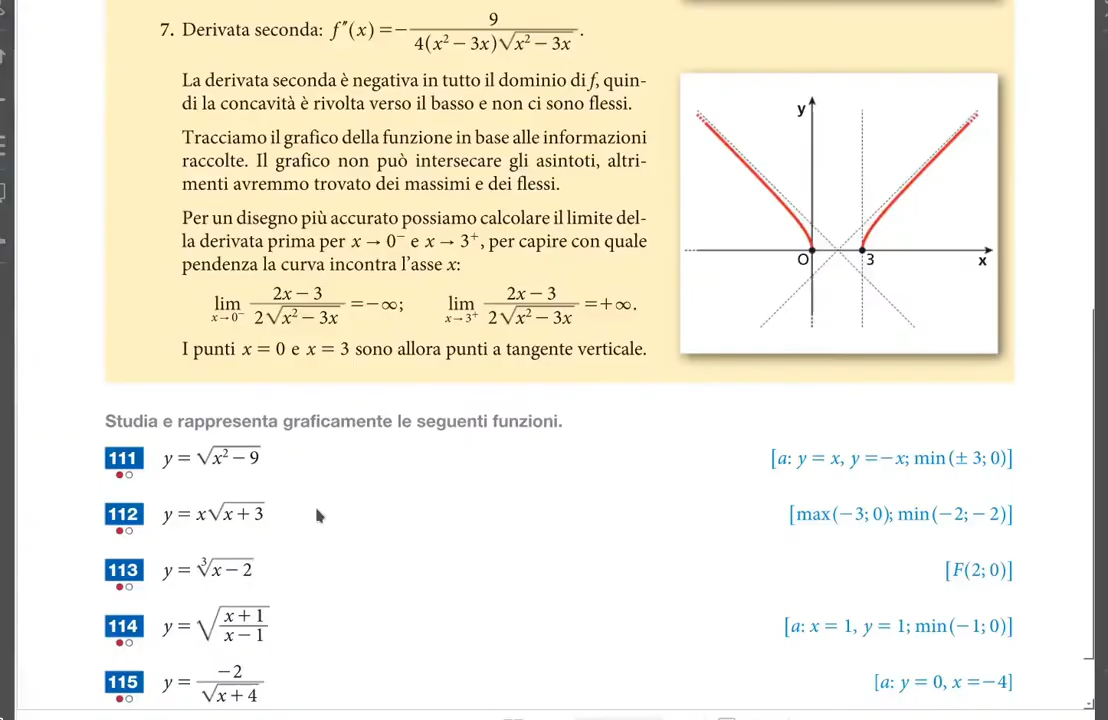 7. Derivata seconda: f″(x) = − 9 / 4(x² − 3x)√(x² − 3x) .
La derivata seconda è negativa in tutto il dominio di f, quin-
di la concavità è rivolta verso il basso e non ci sono flessi.
Tracciamo il grafico della funzione in base alle informazioni
raccolte. Il grafico non può intersecare gli asintoti, altri-
menti avremmo trovato dei massimi e dei flessi.
Per un disegno più accurato possiamo calcolare il limite del-
la derivata prima per x → 0⁻ e x → 3⁺, per capire con quale
pendenza la curva incontra l'asse x:
lim x→0⁻ (2x − 3) / (2√(x² − 3x)) = −∞; lim x→3⁺ (2x − 3) / (2√(x² − 3x)) = +∞.
I punti x = 0 e x = 3 sono allora punti a tangente verticale.
y
O 3 x
Studia e rappresenta graficamente le seguenti funzioni.
111 y = √(x² − 9) [a: y = x, y = −x; min(± 3; 0)]
112 y = x√(x + 3) [max(−3; 0); min(−2; − 2)]
113 y = ∛(x − 2) [F(2; 0)]
114 y = √((x + 1) / (x − 1)) [a: x = 1, y = 1; min(−1; 0)]
115 y = −2 / √(x + 4) [a: y = 0, x = −4]